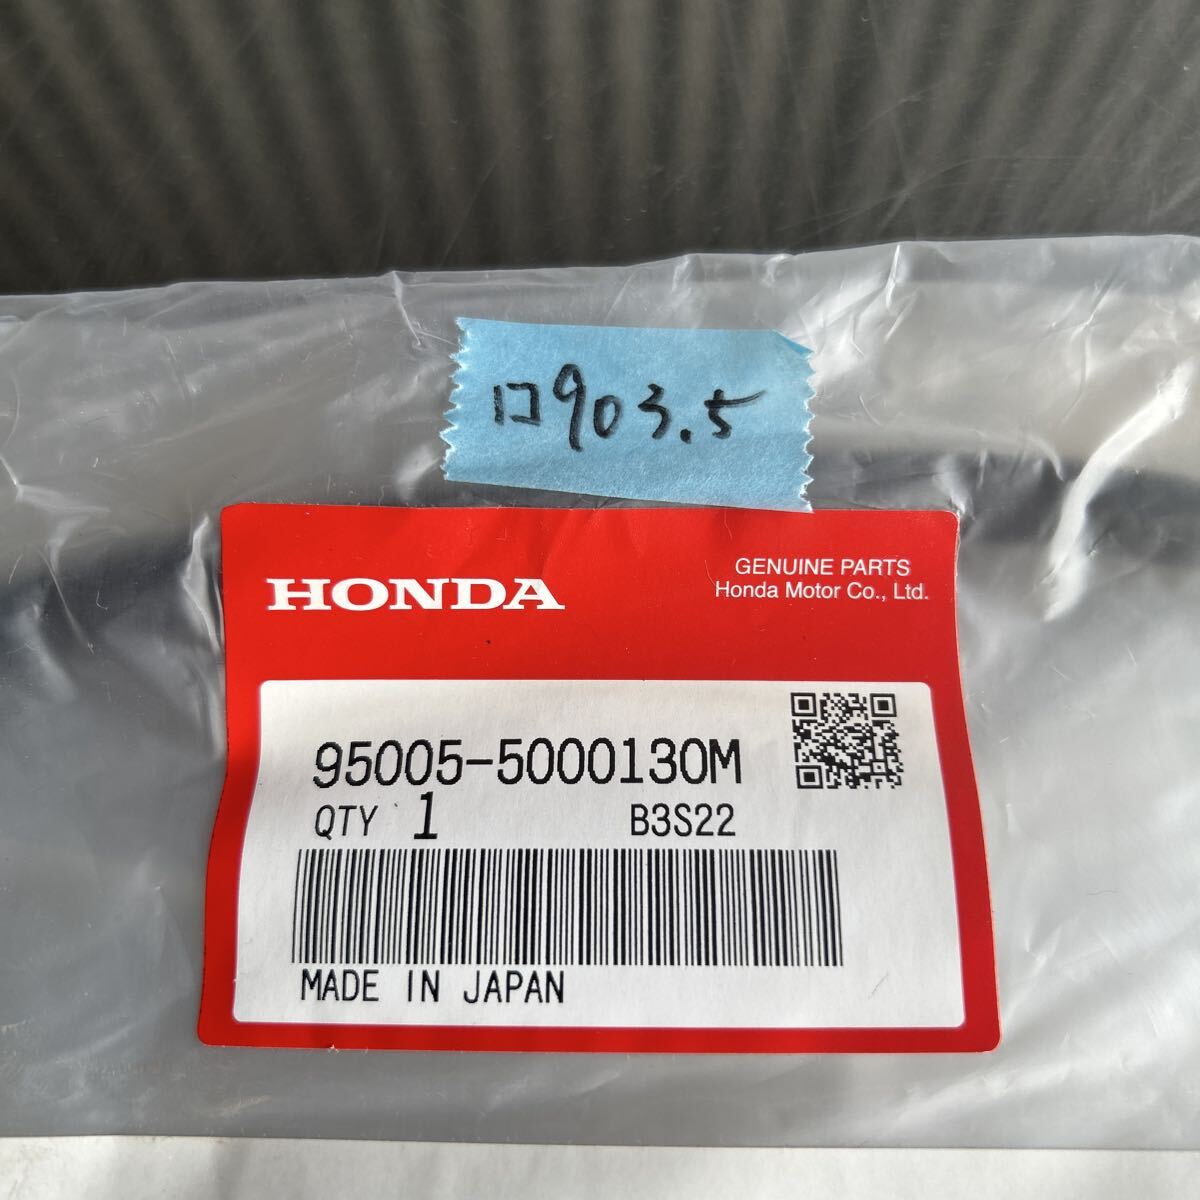 ロ903.5
HONDA
GENUINE PARTS
Honda Motor Co., Ltd.
95005-5000130M
QTY 1 B3S22
MADE IN JAPAN